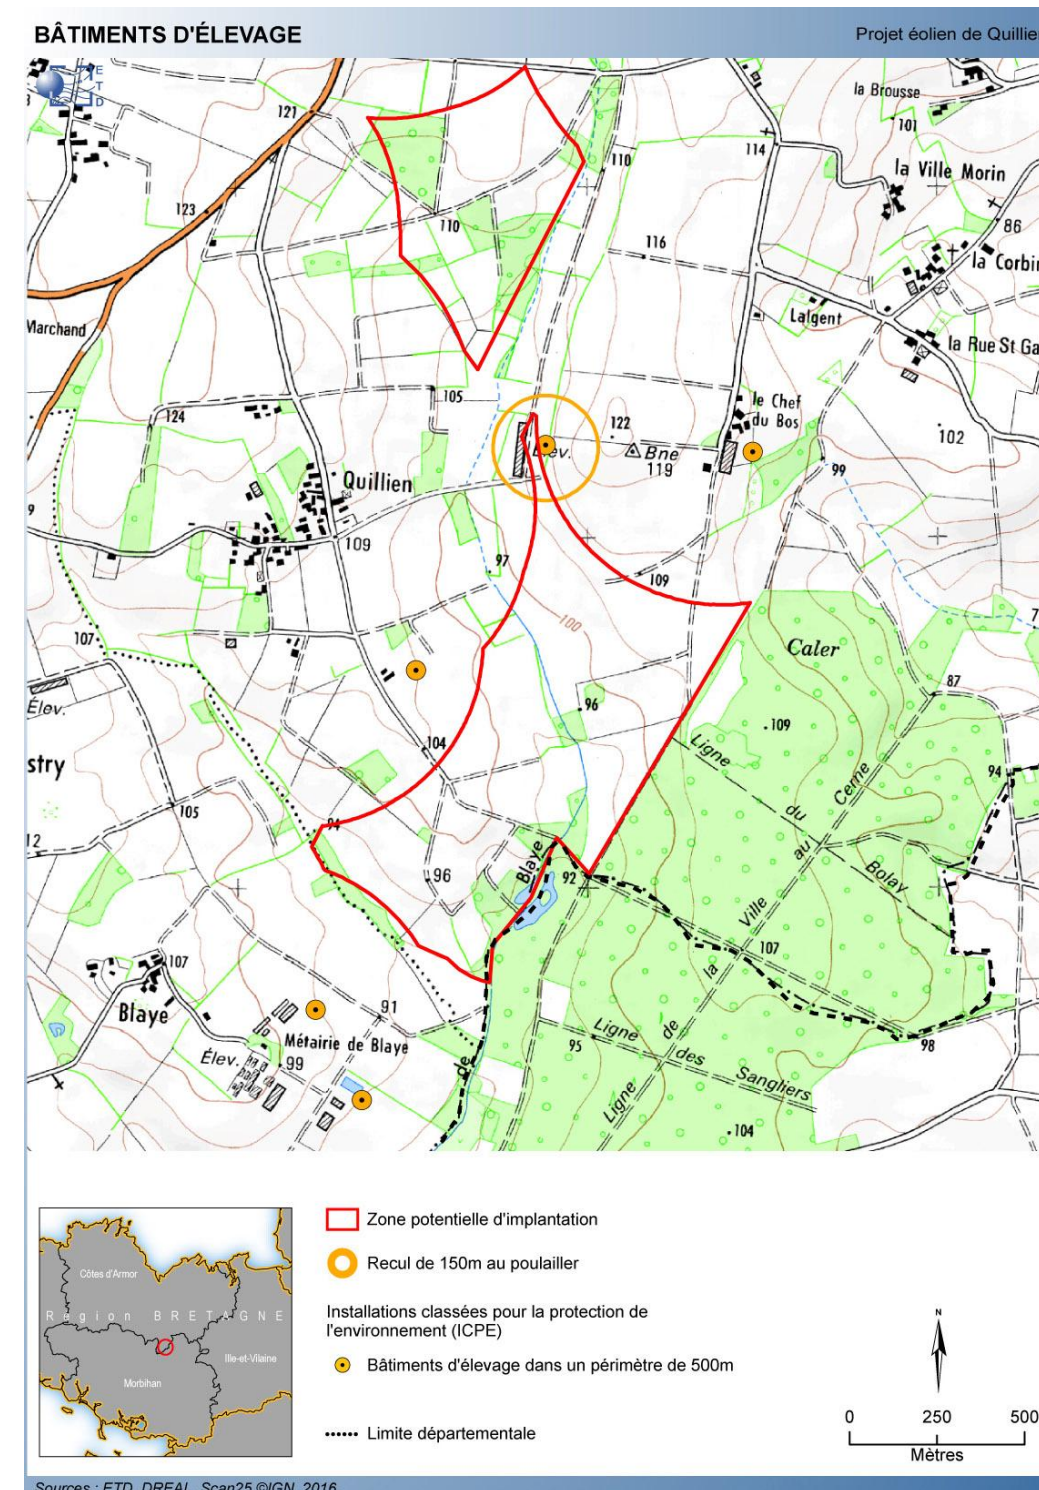 BÂTIMENTS D'ÉLEVAGE
Projet éolien de Quillien
E
T
D
la Brousse
121
101
114
110
la Ville Morin
123
110
116
86
la Corbin
Lalgent
Marchand
la Rue St Ga
105
le Chef
du Bos
124
122
102
Élev.
Bne
119
99
Quillien
9
109
97
109
100
107
Caler
87
96
109
Élev.
104
Ligne
94
stry
Cerne
105
du
94
au
12
Bolay
Blaye
96
92
Ville
107
107
la
Blaye
91
Ligne
de
98
Métairie de Blaye
95
des
Élev.
99
Sangliers
de
Ligne
104
Zone potentielle d'implantation
Recul de 150m au poulailler
Côtes d'Armor
Région BRETAGNE
Installations classées pour la protection de
l'environnement (ICPE)
Ille-et-Vilaine
Bâtiments d'élevage dans un périmètre de 500m
Morbihan
N
0 250 500
Limite départementale
Mètres
Sources : ETD, DREAL, Scan25 ©IGN, 2016